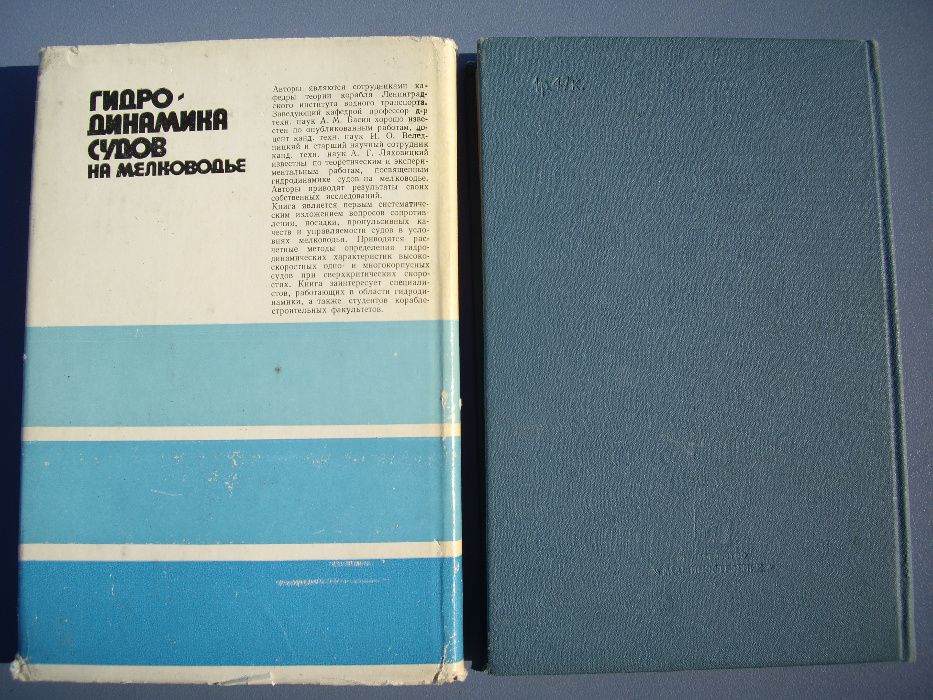 ГИДРО-
ДИНАМИКА
СУДОВ
НА МЕЛКОВОДЬЕ
Авторы являются сотрудниками ка-
федры теории корабля Ленинград-
ского института водного транспорта.
Заведующий кафедрой профессор д-р
техн. наук А. М. Басин хорошо изве-
стен по опубликованным работам, до-
цент канд. техн. наук И. О. Велед-
ницкий и старший научный сотрудник
канд. техн. наук А. Г. Ляховицкий
известны по теоретическим и экспери-
ментальным работам, посвященным
гидродинамике судов на мелководье.
Авторы приводят результаты своих
собственных исследований.
Книга является первым систематиче-
ским изложением вопросов сопротив-
ления, посадки, пропульсивных ка-
честв и управляемости судов в усло-
виях мелководья. Приводятся рас-
четные методы определения гидро-
динамических характеристик высоко-
скоростных одно- и многокорпусных
судов при сверхкритических скоро-
стях. Книга заинтересует специали-
стов, работающих в области гидроди-
намики, а также студентов корабле-
строительных факультетов.